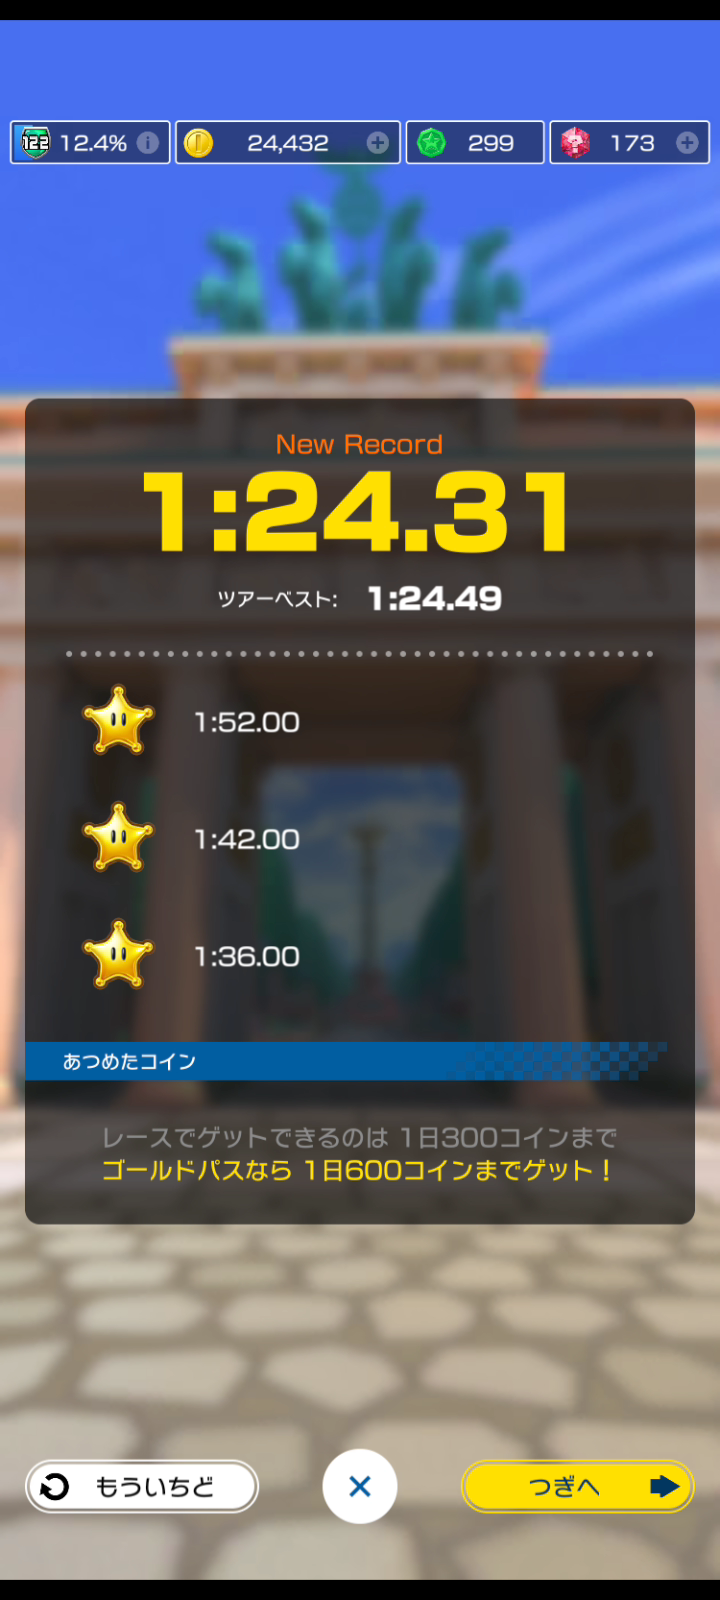 122 12.4% 24,432 299 173
New Record
1:24.31
ツアーベスト: 1:24.49
1:52.00
1:42.00
1:36.00
あつめたコイン
レースでゲットできるのは 1日300コインまで
ゴールドパスなら 1日600コインまでゲット！
もういちど つぎへ